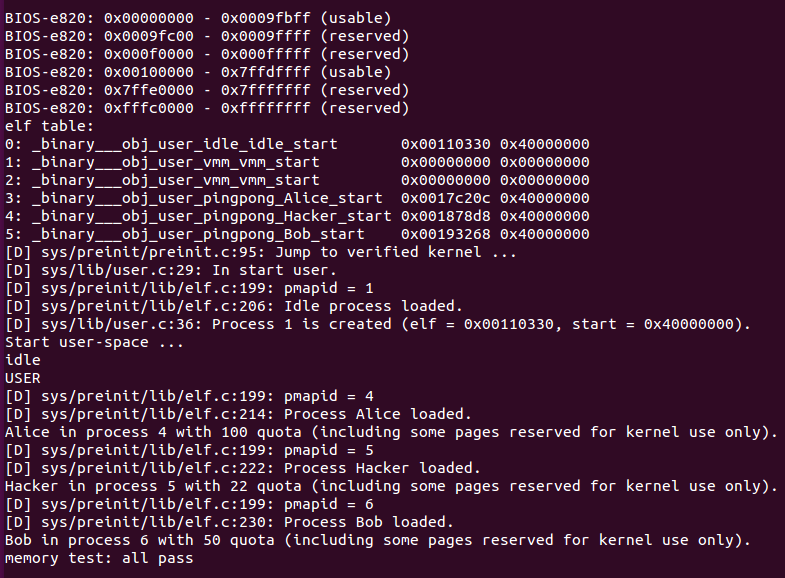 BIOS-e820: 0x00000000 - 0x0009fbff (usable)
BIOS-e820: 0x0009fc00 - 0x0009ffff (reserved)
BIOS-e820: 0x000f0000 - 0x000fffff (reserved)
BIOS-e820: 0x00100000 - 0x7ffdffff (usable)
BIOS-e820: 0x7ffe0000 - 0x7fffffff (reserved)
BIOS-e820: 0xfffc0000 - 0xffffffff (reserved)
elf table:
0: _binary___obj_user_idle_idle_start       0x00110330 0x40000000
1: _binary___obj_user_vmm_vmm_start         0x00000000 0x00000000
2: _binary___obj_user_vmm_vmm_start         0x00000000 0x00000000
3: _binary___obj_user_pingpong_Alice_start  0x0017c20c 0x40000000
4: _binary___obj_user_pingpong_Hacker_start 0x001878d8 0x40000000
5: _binary___obj_user_pingpong_Bob_start    0x00193268 0x40000000
[D] sys/preinit/preinit.c:95: Jump to verified kernel ...
[D] sys/lib/user.c:29: In start user.
[D] sys/preinit/lib/elf.c:199: pmapid = 1
[D] sys/preinit/lib/elf.c:206: Idle process loaded.
[D] sys/lib/user.c:36: Process 1 is created (elf = 0x00110330, start = 0x40000000).
Start user-space ...
idle
USER
[D] sys/preinit/lib/elf.c:199: pmapid = 4
[D] sys/preinit/lib/elf.c:214: Process Alice loaded.
Alice in process 4 with 100 quota (including some pages reserved for kernel use only).
[D] sys/preinit/lib/elf.c:199: pmapid = 5
[D] sys/preinit/lib/elf.c:222: Process Hacker loaded.
Hacker in process 5 with 22 quota (including some pages reserved for kernel use only).
[D] sys/preinit/lib/elf.c:199: pmapid = 6
[D] sys/preinit/lib/elf.c:230: Process Bob loaded.
Bob in process 6 with 50 quota (including some pages reserved for kernel use only).
memory test: all pass